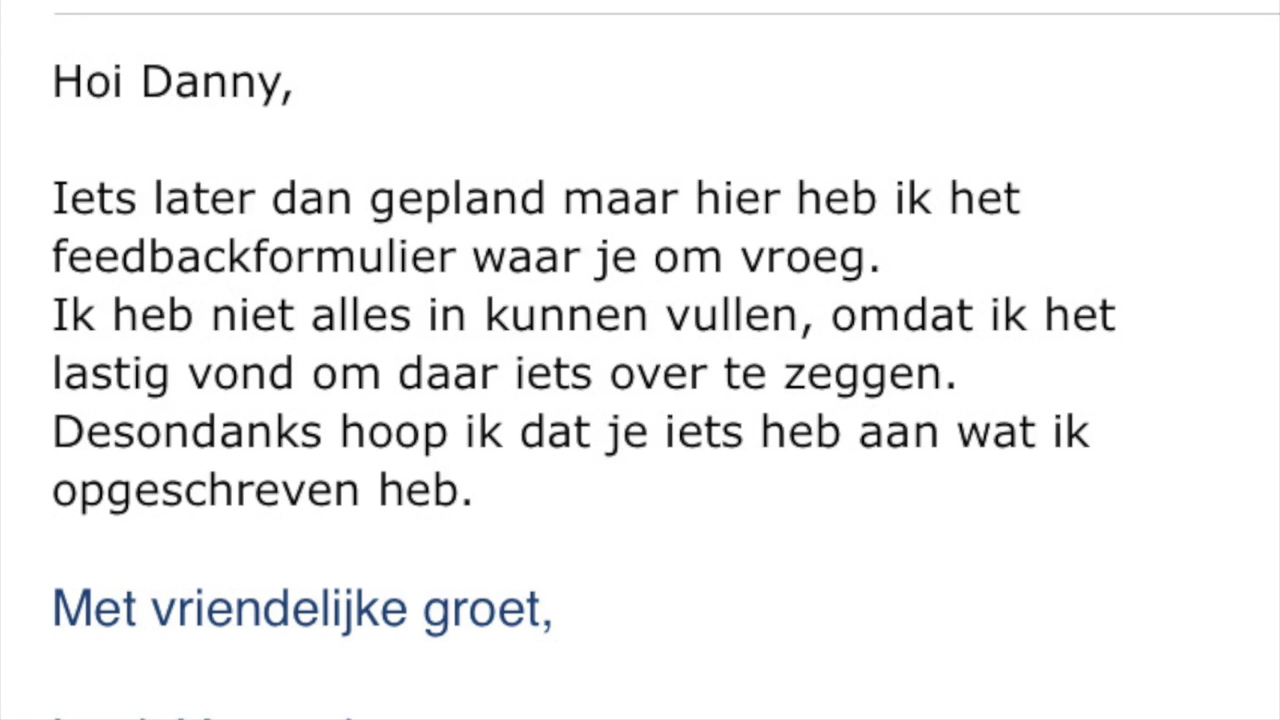 Hoi Danny,
Iets later dan gepland maar hier heb ik het
feedbackformulier waar je om vroeg.
Ik heb niet alles in kunnen vullen, omdat ik het
lastig vond om daar iets over te zeggen.
Desondanks hoop ik dat je iets heb aan wat ik
opgeschreven heb.
Met vriendelijke groet,